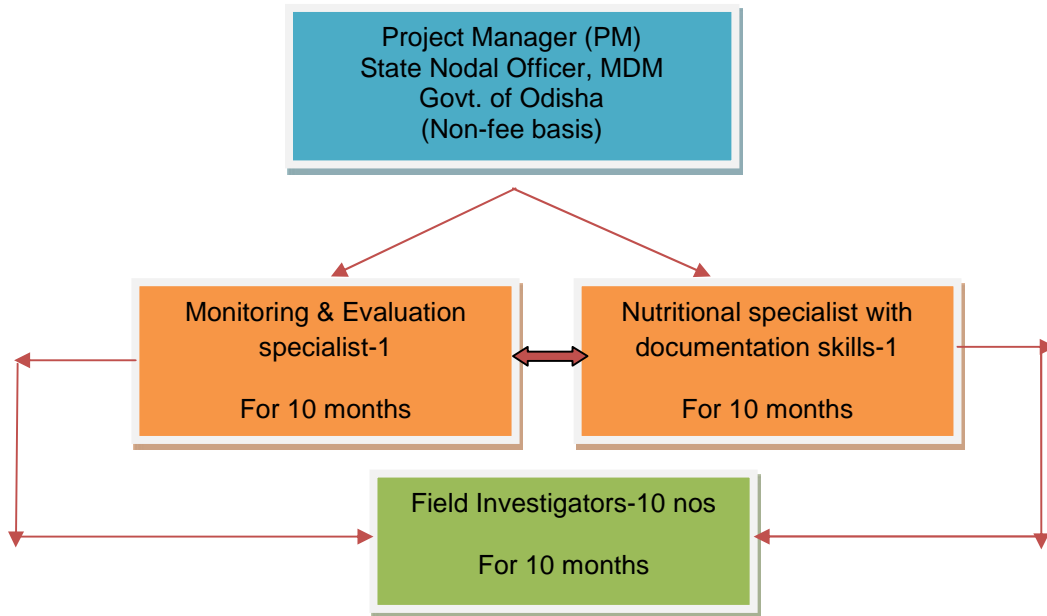 Project Manager (PM)
State Nodal Officer, MDM
Govt. of Odisha
(Non-fee basis)
Monitoring & Evaluation
specialist-1
For 10 months
Nutritional specialist with
documentation skills-1
For 10 months
Field Investigators-10 nos
For 10 months